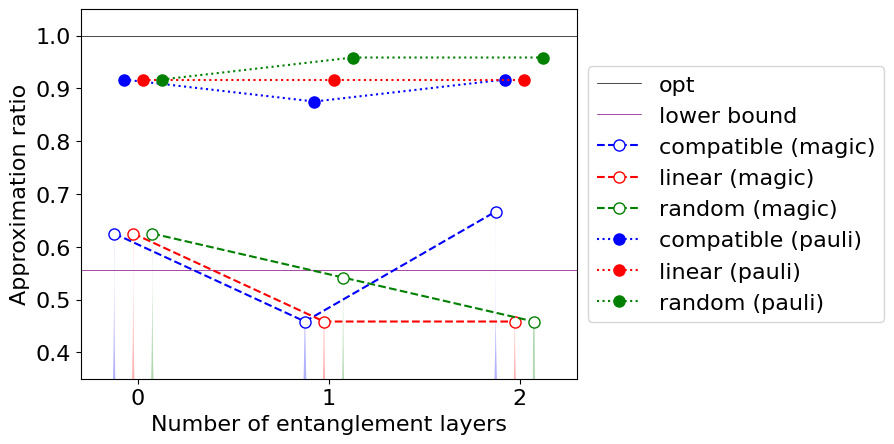 1.0
0.9
0.8
0.7
0.6
0.5
0.4
Approximation ratio
0 1 2
Number of entanglement layers
opt
lower bound
compatible (magic)
linear (magic)
random (magic)
compatible (pauli)
linear (pauli)
random (pauli)